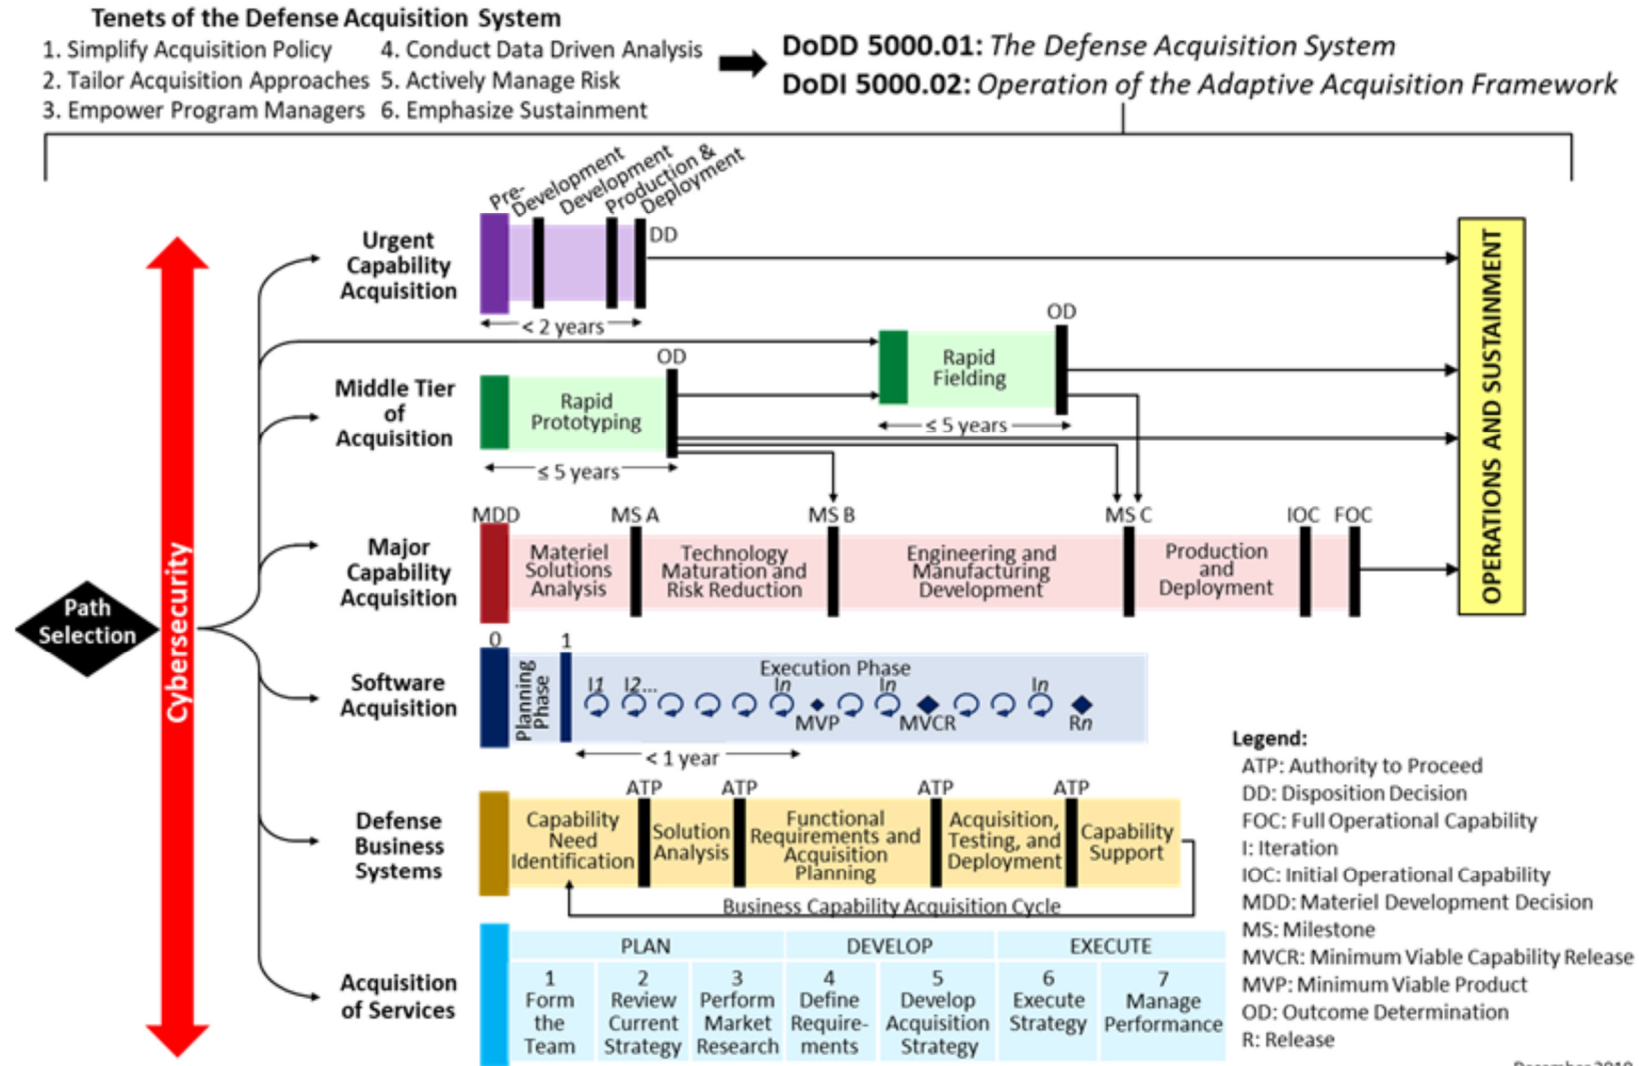 Tenets of the Defense Acquisition System
1. Simplify Acquisition Policy
2. Tailor Acquisition Approaches
3. Empower Program Managers
4. Conduct Data Driven Analysis
5. Actively Manage Risk
6. Emphasize Sustainment
DoDD 5000.01: The Defense Acquisition System
DoDI 5000.02: Operation of the Adaptive Acquisition Framework
Path
Selection
Cybersecurity
Urgent
Capability
Acquisition
Pre-
Development
Development
Production &
Deployment
DD
< 2 years
Middle Tier
of
Acquisition
Rapid
Prototyping
OD
≤ 5 years
Rapid
Fielding
OD
≤ 5 years
Major
Capability
Acquisition
MDD
Materiel
Solutions
Analysis
MS A
Technology
Maturation and
Risk Reduction
MS B
Engineering and
Manufacturing
Development
MS C
Production
and
Deployment
IOC
FOC
OPERATIONS AND SUSTAINMENT
Software
Acquisition
0
Planning
Phase
1
Execution Phase
I1
I2...
In
In
In
MVP
MVCR
Rn
< 1 year
Defense
Business
Systems
Capability
Need
Identification
ATP
Solution
Analysis
ATP
Functional
Requirements and
Acquisition
Planning
ATP
Acquisition,
Testing, and
Deployment
ATP
Capability
Support
Business Capability Acquisition Cycle
Acquisition
of Services
PLAN
DEVELOP
EXECUTE
1
Form
the
Team
2
Review
Current
Strategy
3
Perform
Market
Research
4
Define
Require-
ments
5
Develop
Acquisition
Strategy
6
Execute
Strategy
7
Manage
Performance
Legend:
ATP: Authority to Proceed
DD: Disposition Decision
FOC: Full Operational Capability
I: Iteration
IOC: Initial Operational Capability
MDD: Materiel Development Decision
MS: Milestone
MVCR: Minimum Viable Capability Release
MVP: Minimum Viable Product
OD: Outcome Determination
R: Release